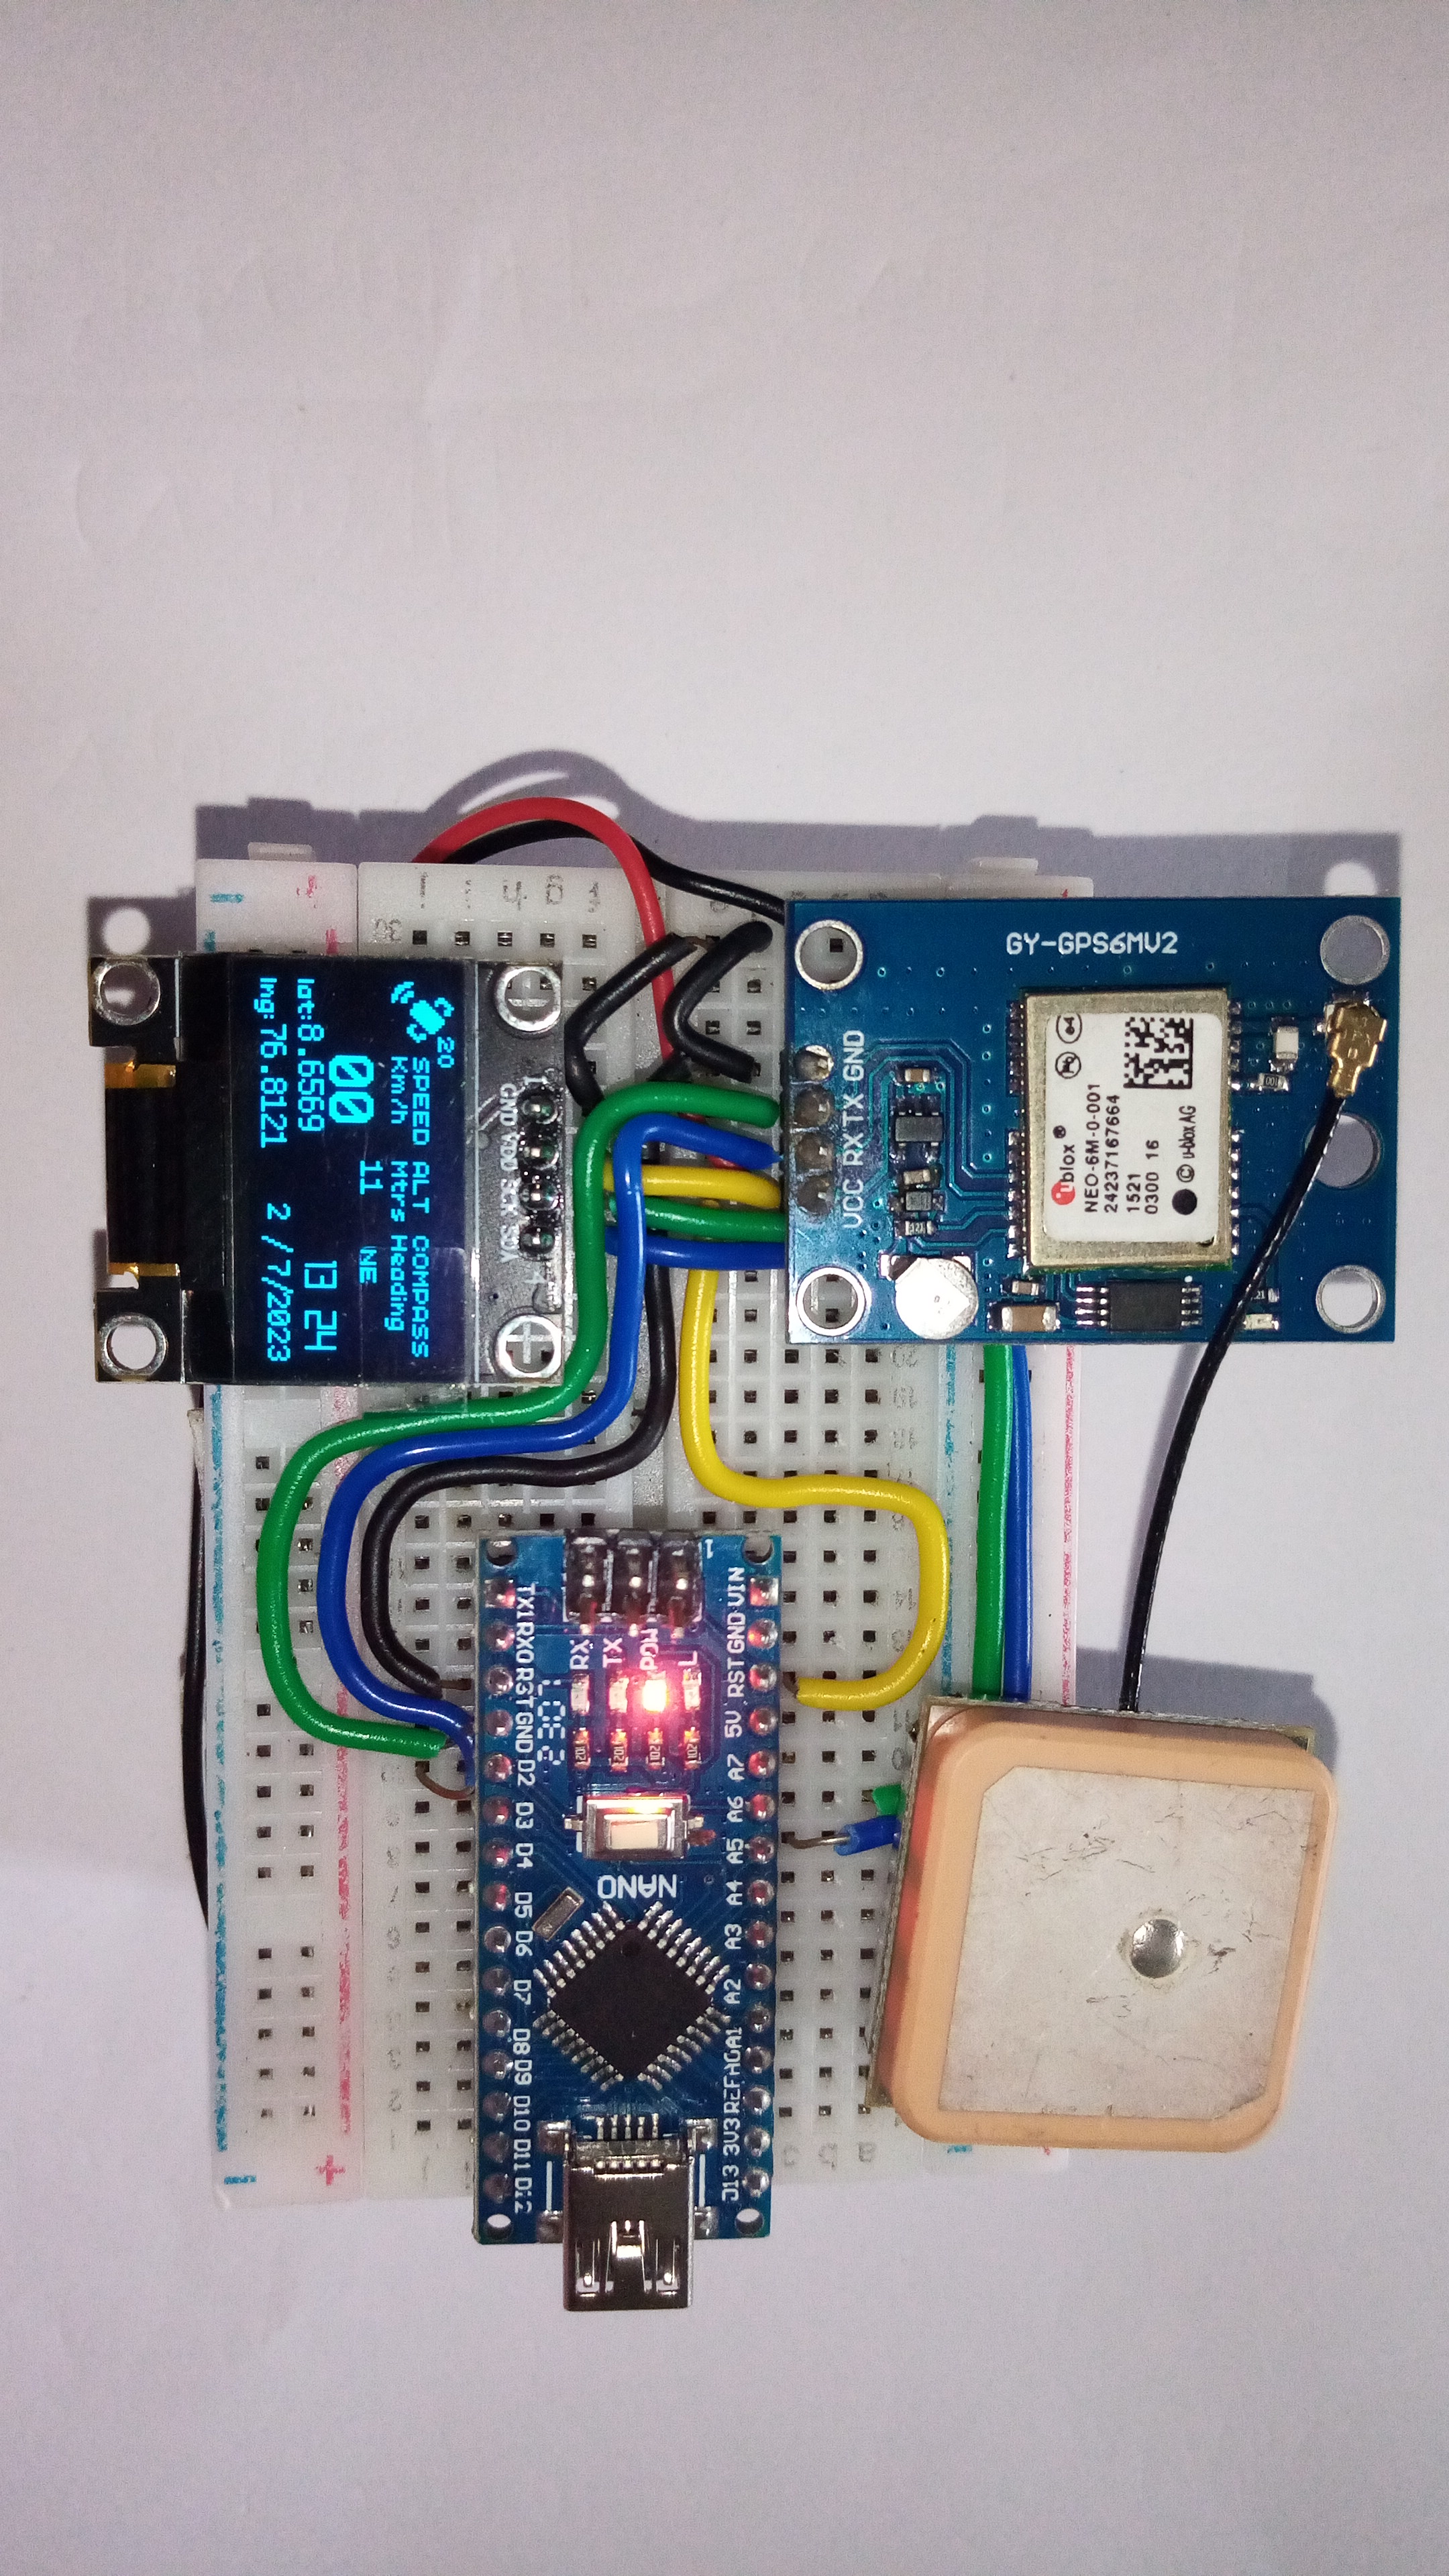 GY-GPS6MV2
ublox
NEO-6M-0-001
24237167664
1521
0300 16
© u-blox AG
VCC RX TX GND
VIN GND RST 5V A7 A6 A5 A4 A3 A2 A1 A0 REF 3V3 D13
1
L
POW
TX
RX
NANO
TX1 RX0 RST GND D2 D3 D4 D5 D6 D7 D8 D9 D10 D11 D12
GND VDD SCK SDA
20
SPEED ALT COMPASS
Km/h Mtrs Heading
00 11 NE
lat:8.6569 13 24
lng:76.8121 2 /7/2023
a
b
c
+
-